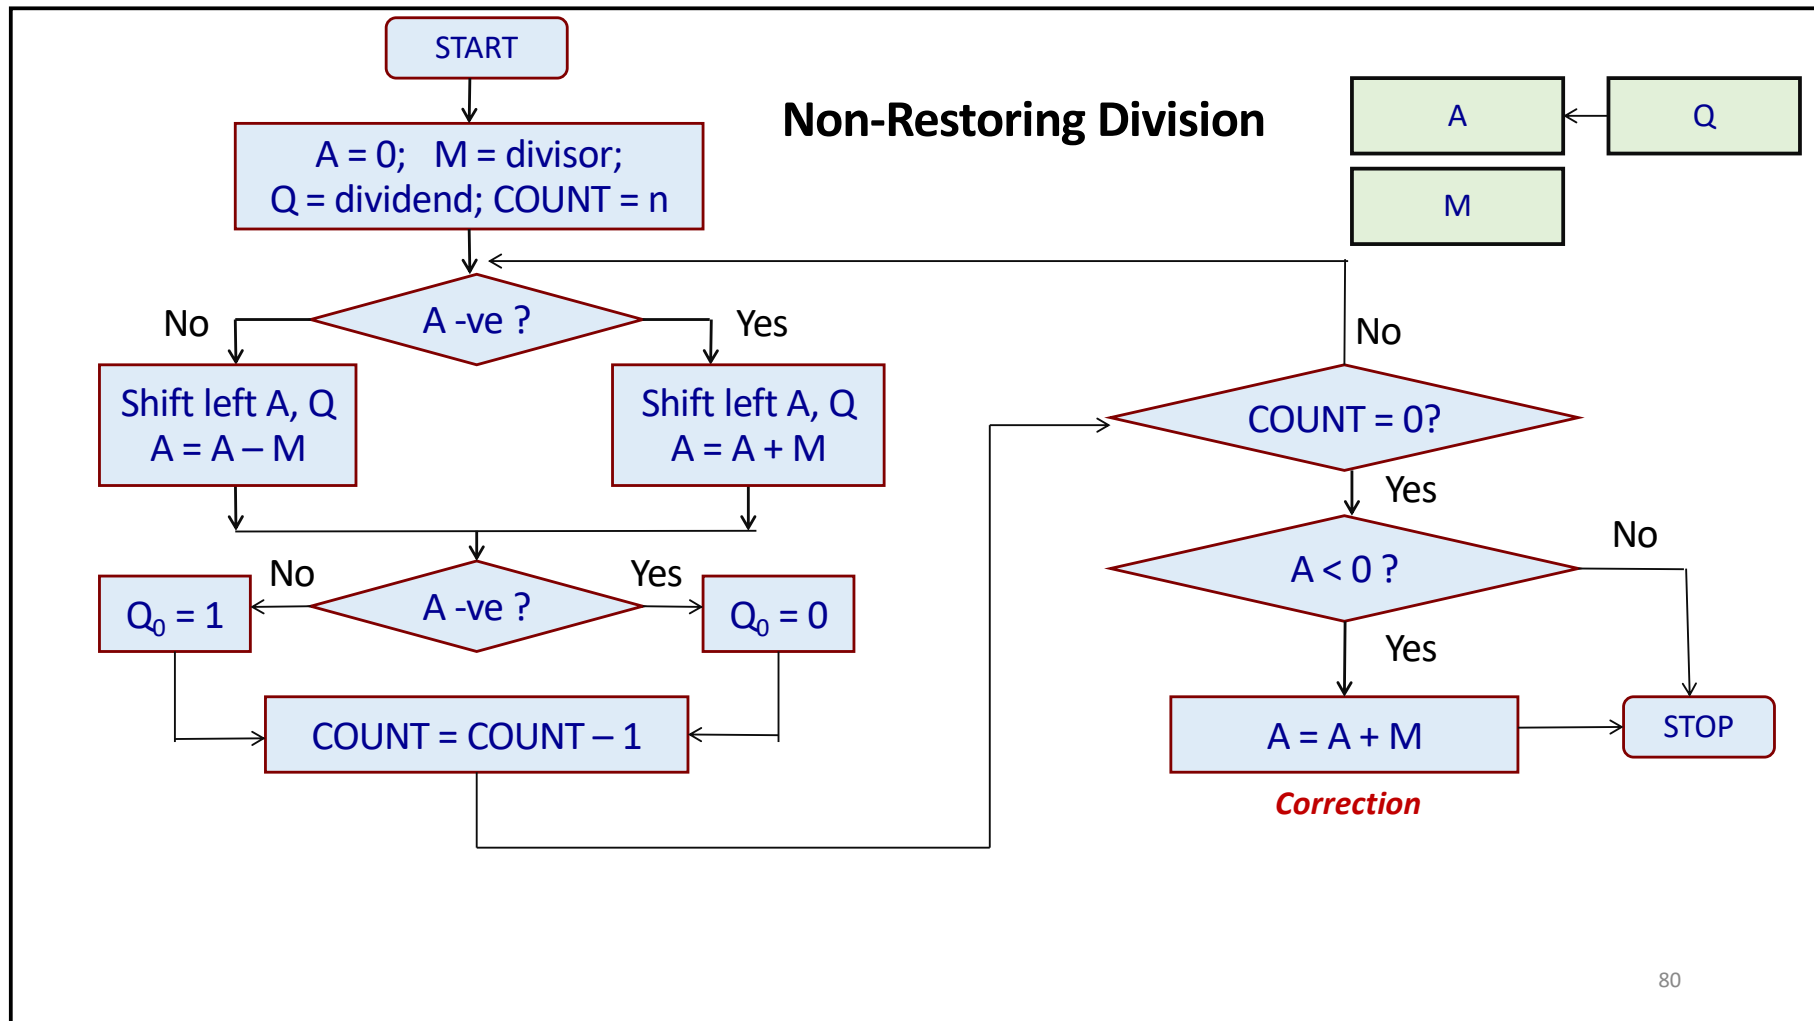 START
Non-Restoring Division
A
Q
M
A = 0; M = divisor;
Q = dividend; COUNT = n
A -ve ?
No
Yes
Shift left A, Q
A = A – M
Shift left A, Q
A = A + M
A -ve ?
No
Yes
Q₀ = 1
Q₀ = 0
COUNT = COUNT – 1
No
COUNT = 0?
Yes
A < 0 ?
No
Yes
A = A + M
STOP
Correction
80